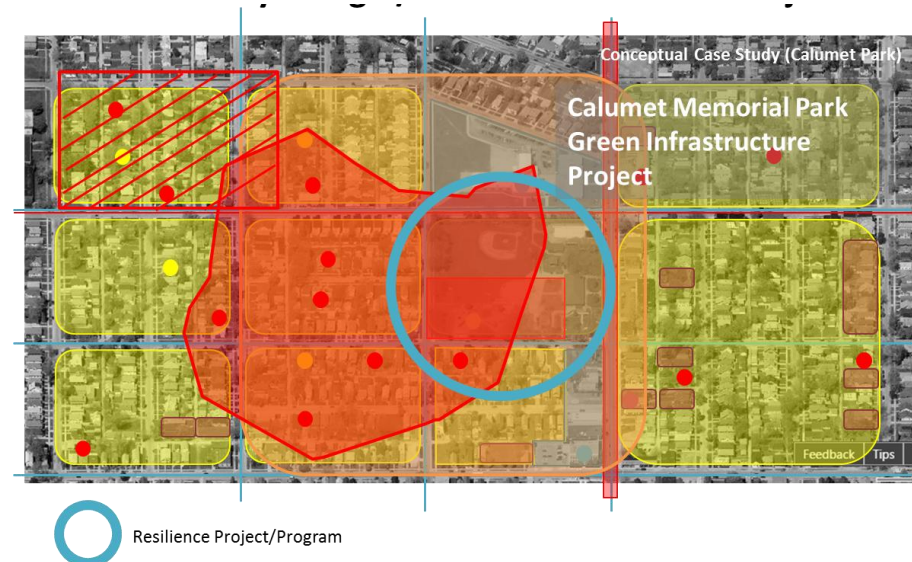 Conceptual Case Study (Calumet Park)
Calumet Memorial Park
Green Infrastructure
Project
Feedback
Tips
Resilience Project/Program